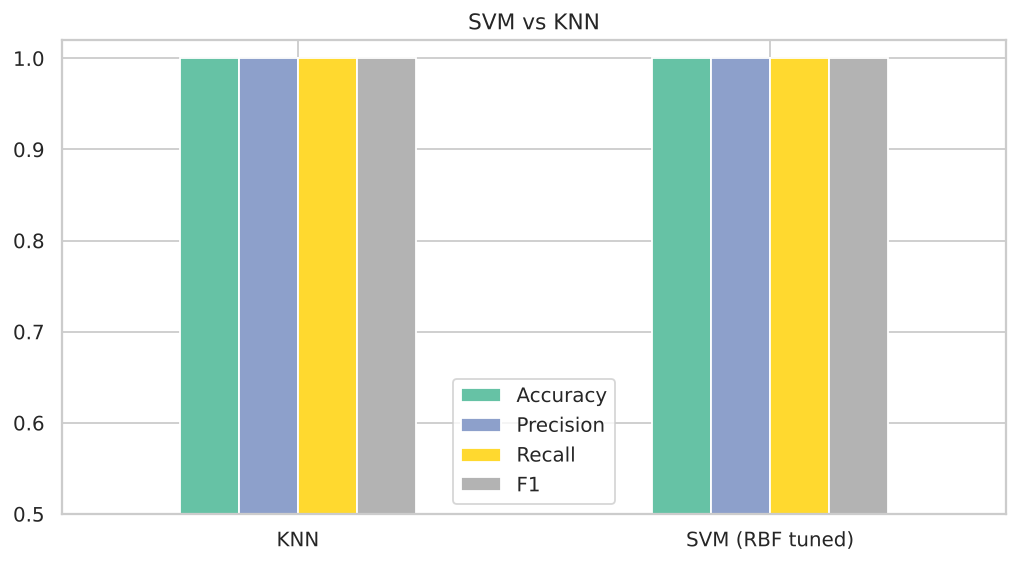 SVM vs KNN
1.0
0.9
0.8
0.7
0.6
0.5
Accuracy
Precision
Recall
F1
KNN
SVM (RBF tuned)